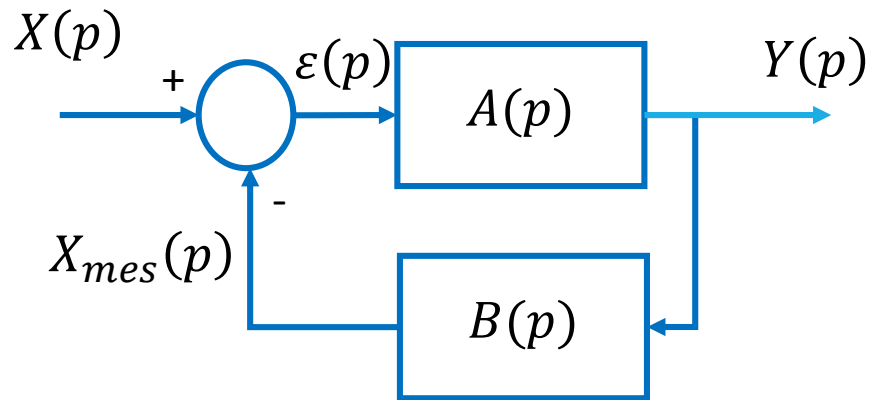 X(p)
+
ε(p)
A(p)
Y(p)
-
X_mes(p)
B(p)